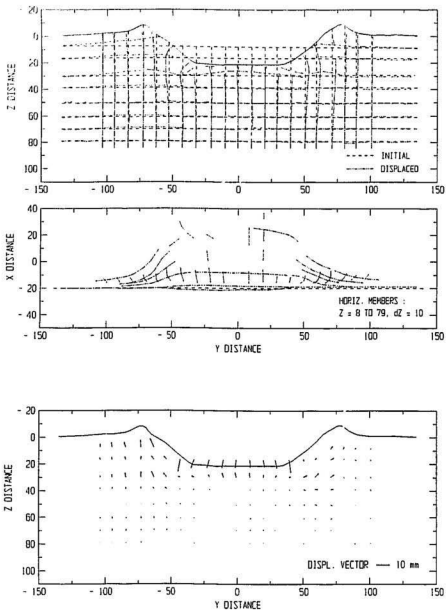 - 20
0
20
40
60
80
100
Z DISTANCE
INITIAL
DISPLACED
- 150 - 100 - 50 0 50 100 150
40
20
0
- 20
- 40
X DISTANCE
HORIZ. MEMBERS :
Z = 8 TO 79, dZ = 10
- 150 - 100 - 50 0 50 100 150
Y DISTANCE
- 20
0
20
40
60
80
100
Z DISTANCE
DISPL. VECTOR 10 mm
- 150 - 100 - 50 0 50 100 150
Y DISTANCE